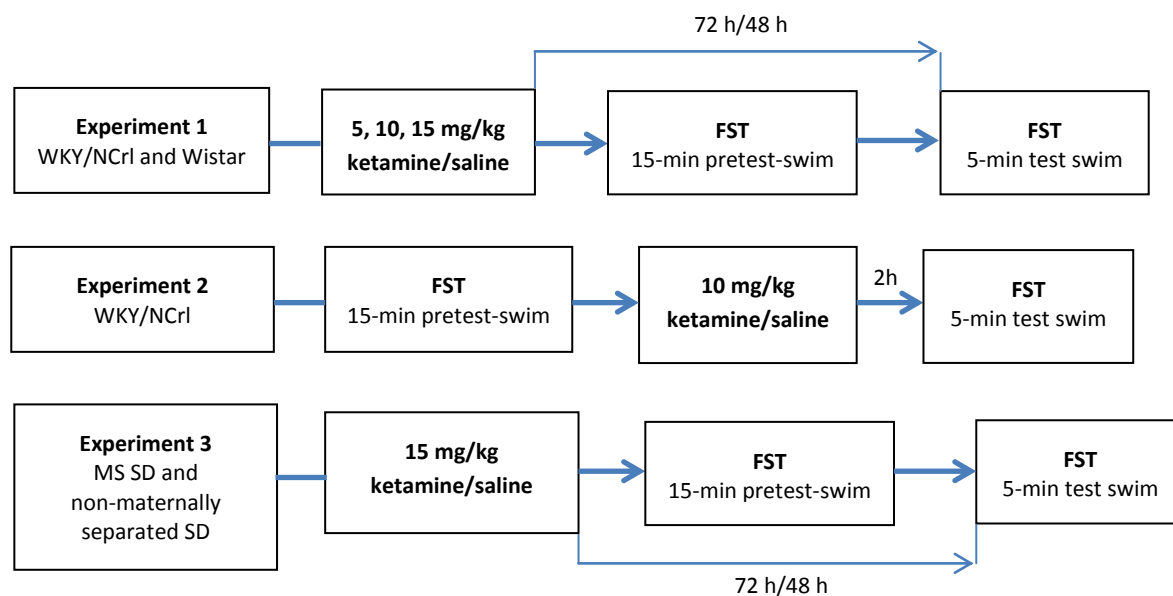 72 h/48 h
Experiment 1
WKY/NCrl and Wistar
5, 10, 15 mg/kg
ketamine/saline
FST
15-min pretest-swim
FST
5-min test swim
Experiment 2
WKY/NCrl
FST
15-min pretest-swim
10 mg/kg
ketamine/saline
2h
FST
5-min test swim
Experiment 3
MS SD and
non-maternally
separated SD
15 mg/kg
ketamine/saline
FST
15-min pretest-swim
FST
5-min test swim
72 h/48 h